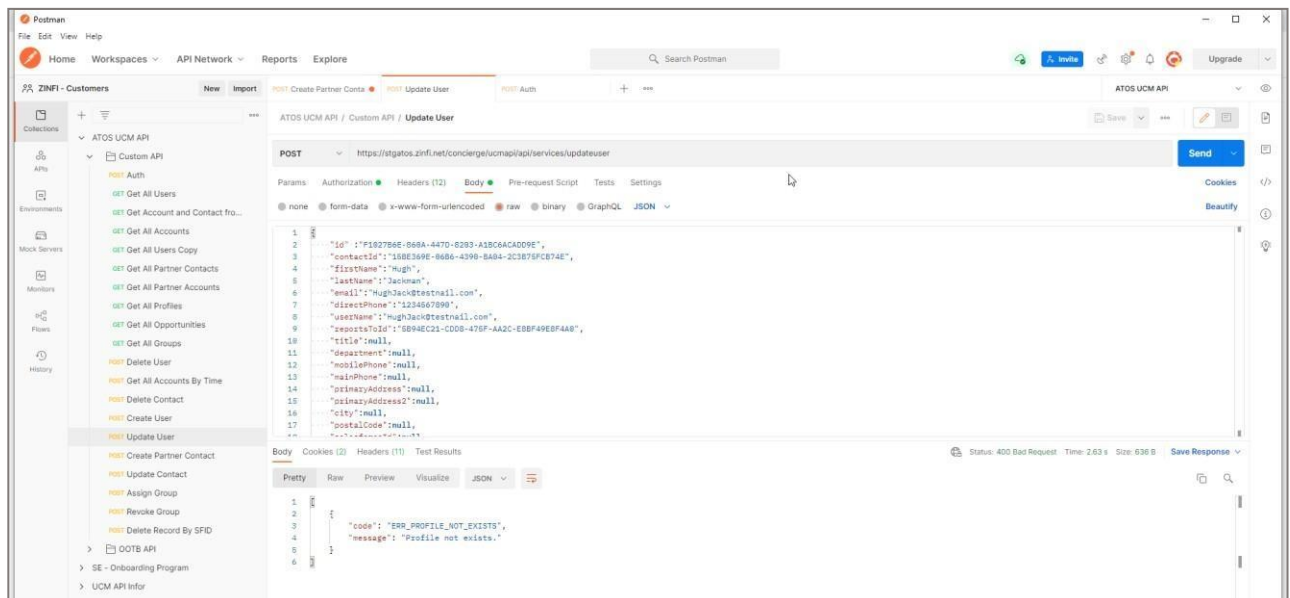 Postman
File Edit View Help
Home Workspaces API Network Reports Explore Search Postman Invite Upgrade
ZINFI - Customers New Import POST Create Partner Conta POST Update User POST Auth ATOS UCM API
Collections
APIs
Environments
Mock Servers
Monitors
Flows
History
ATOS UCM API
Custom API
POST Auth
GET Get All Users
GET Get Account and Contact fro...
GET Get All Accounts
GET Get All Users Copy
GET Get All Partner Contacts
GET Get All Partner Accounts
GET Get All Profiles
GET Get All Opportunities
GET Get All Groups
POST Delete User
POST Get All Accounts By Time
POST Delete Contact
POST Create User
POST Update User
POST Create Partner Contact
POST Update Contact
POST Assign Group
POST Revoke Group
POST Delete Record By SFID
OOTB API
SE - Onboarding Program
UCM API Infor
ATOS UCM API / Custom API / Update User Save
POST https://stgatos.zinfi.net/concierge/ucmapi/api/services/updateuser Send
Params Authorization Headers (12) Body Pre-request Script Tests Settings Cookies
none form-data x-www-form-urlencoded raw binary GraphQL JSON Beautify
1 {
2 "id" :"F1027B6E-860A-447D-8203-A1BC6ACADD9E",
3 "contactId":"15BE369E-0686-4390-8A04-2C3B75FCB74E",
4 "firstName":"Hugh",
5 "lastName":"Jackman",
6 "email":"HughJack@testnail.com",
7 "directPhone":"1234567890",
8 "userName":"HughJack@testnail.com",
9 "reportsToId":"5B94EC21-CDD8-475F-AA2C-E8BF49E8F4A0",
10 "title":null,
11 "department":null,
12 "mobilePhone":null,
13 "mainPhone":null,
14 "primaryAddress":null,
15 "primaryAddress2":null,
16 "city":null,
17 "postalCode":null,
Body Cookies (2) Headers (11) Test Results Status: 400 Bad Request Time: 2.63 s Size: 636 B Save Response
Pretty Raw Preview Visualize JSON
1 [
2 {
3 "code": "ERR_PROFILE_NOT_EXISTS",
4 "message": "Profile not exists."
5 }
6 ]